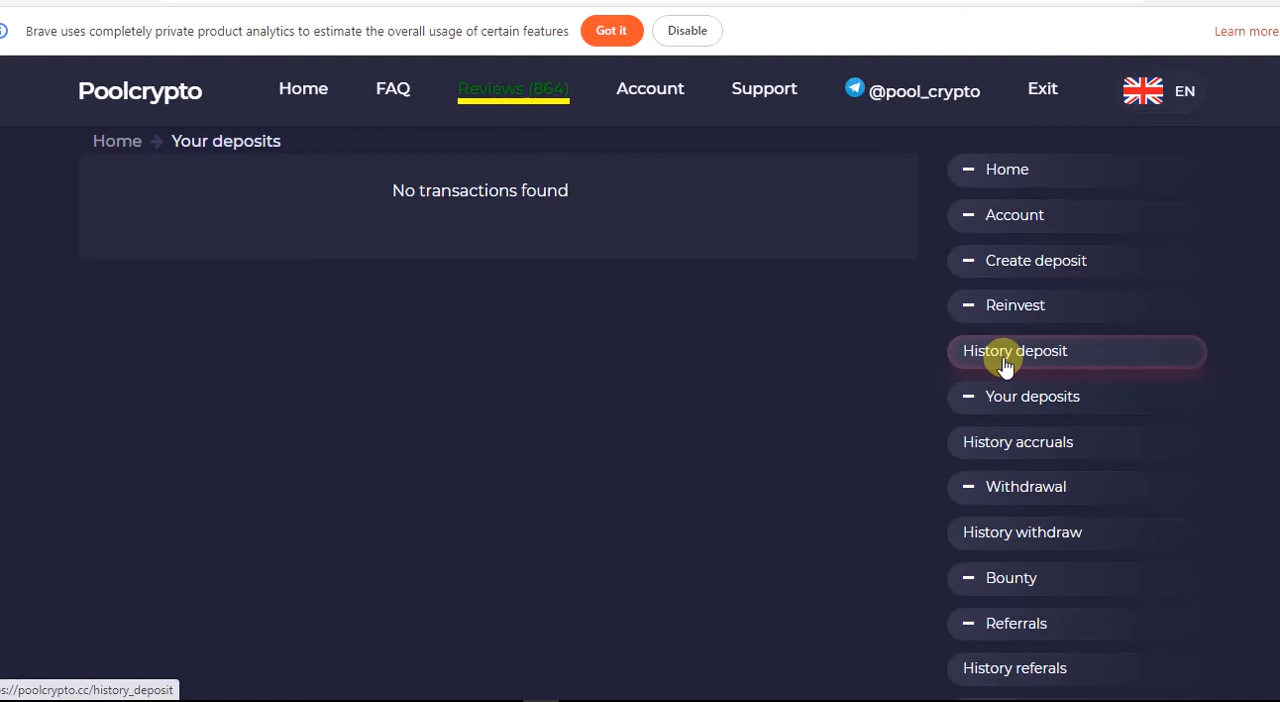 Brave uses completely private product analytics to estimate the overall usage of certain features Got it Disable Learn more
Poolcrypto Home FAQ Reviews (864) Account Support @pool_crypto Exit EN
Home Your deposits
No transactions found
Home
Account
Create deposit
Reinvest
History deposit
Your deposits
History accruals
Withdrawal
History withdraw
Bounty
Referrals
History referals
s://poolcrypto.cc/history_deposit